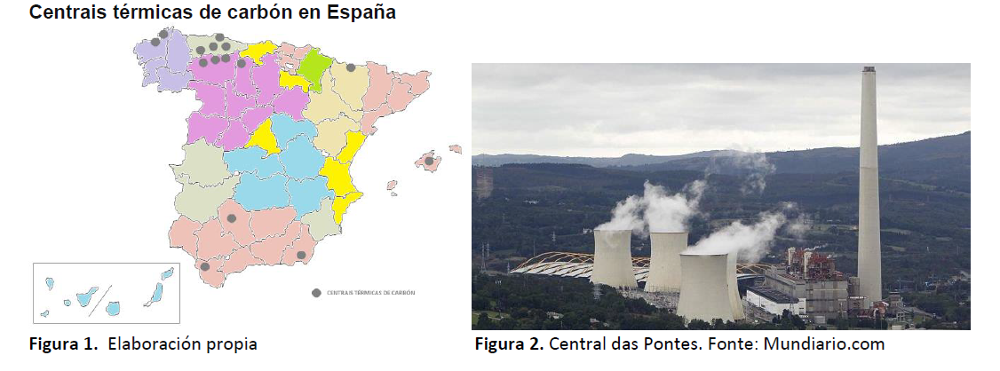 Centrais térmicas de carbón en España
CENTRAIS TÉRMICAS DE CARBÓN
Figura 1. Elaboración propia
Figura 2. Central das Pontes. Fonte: Mundiario.com